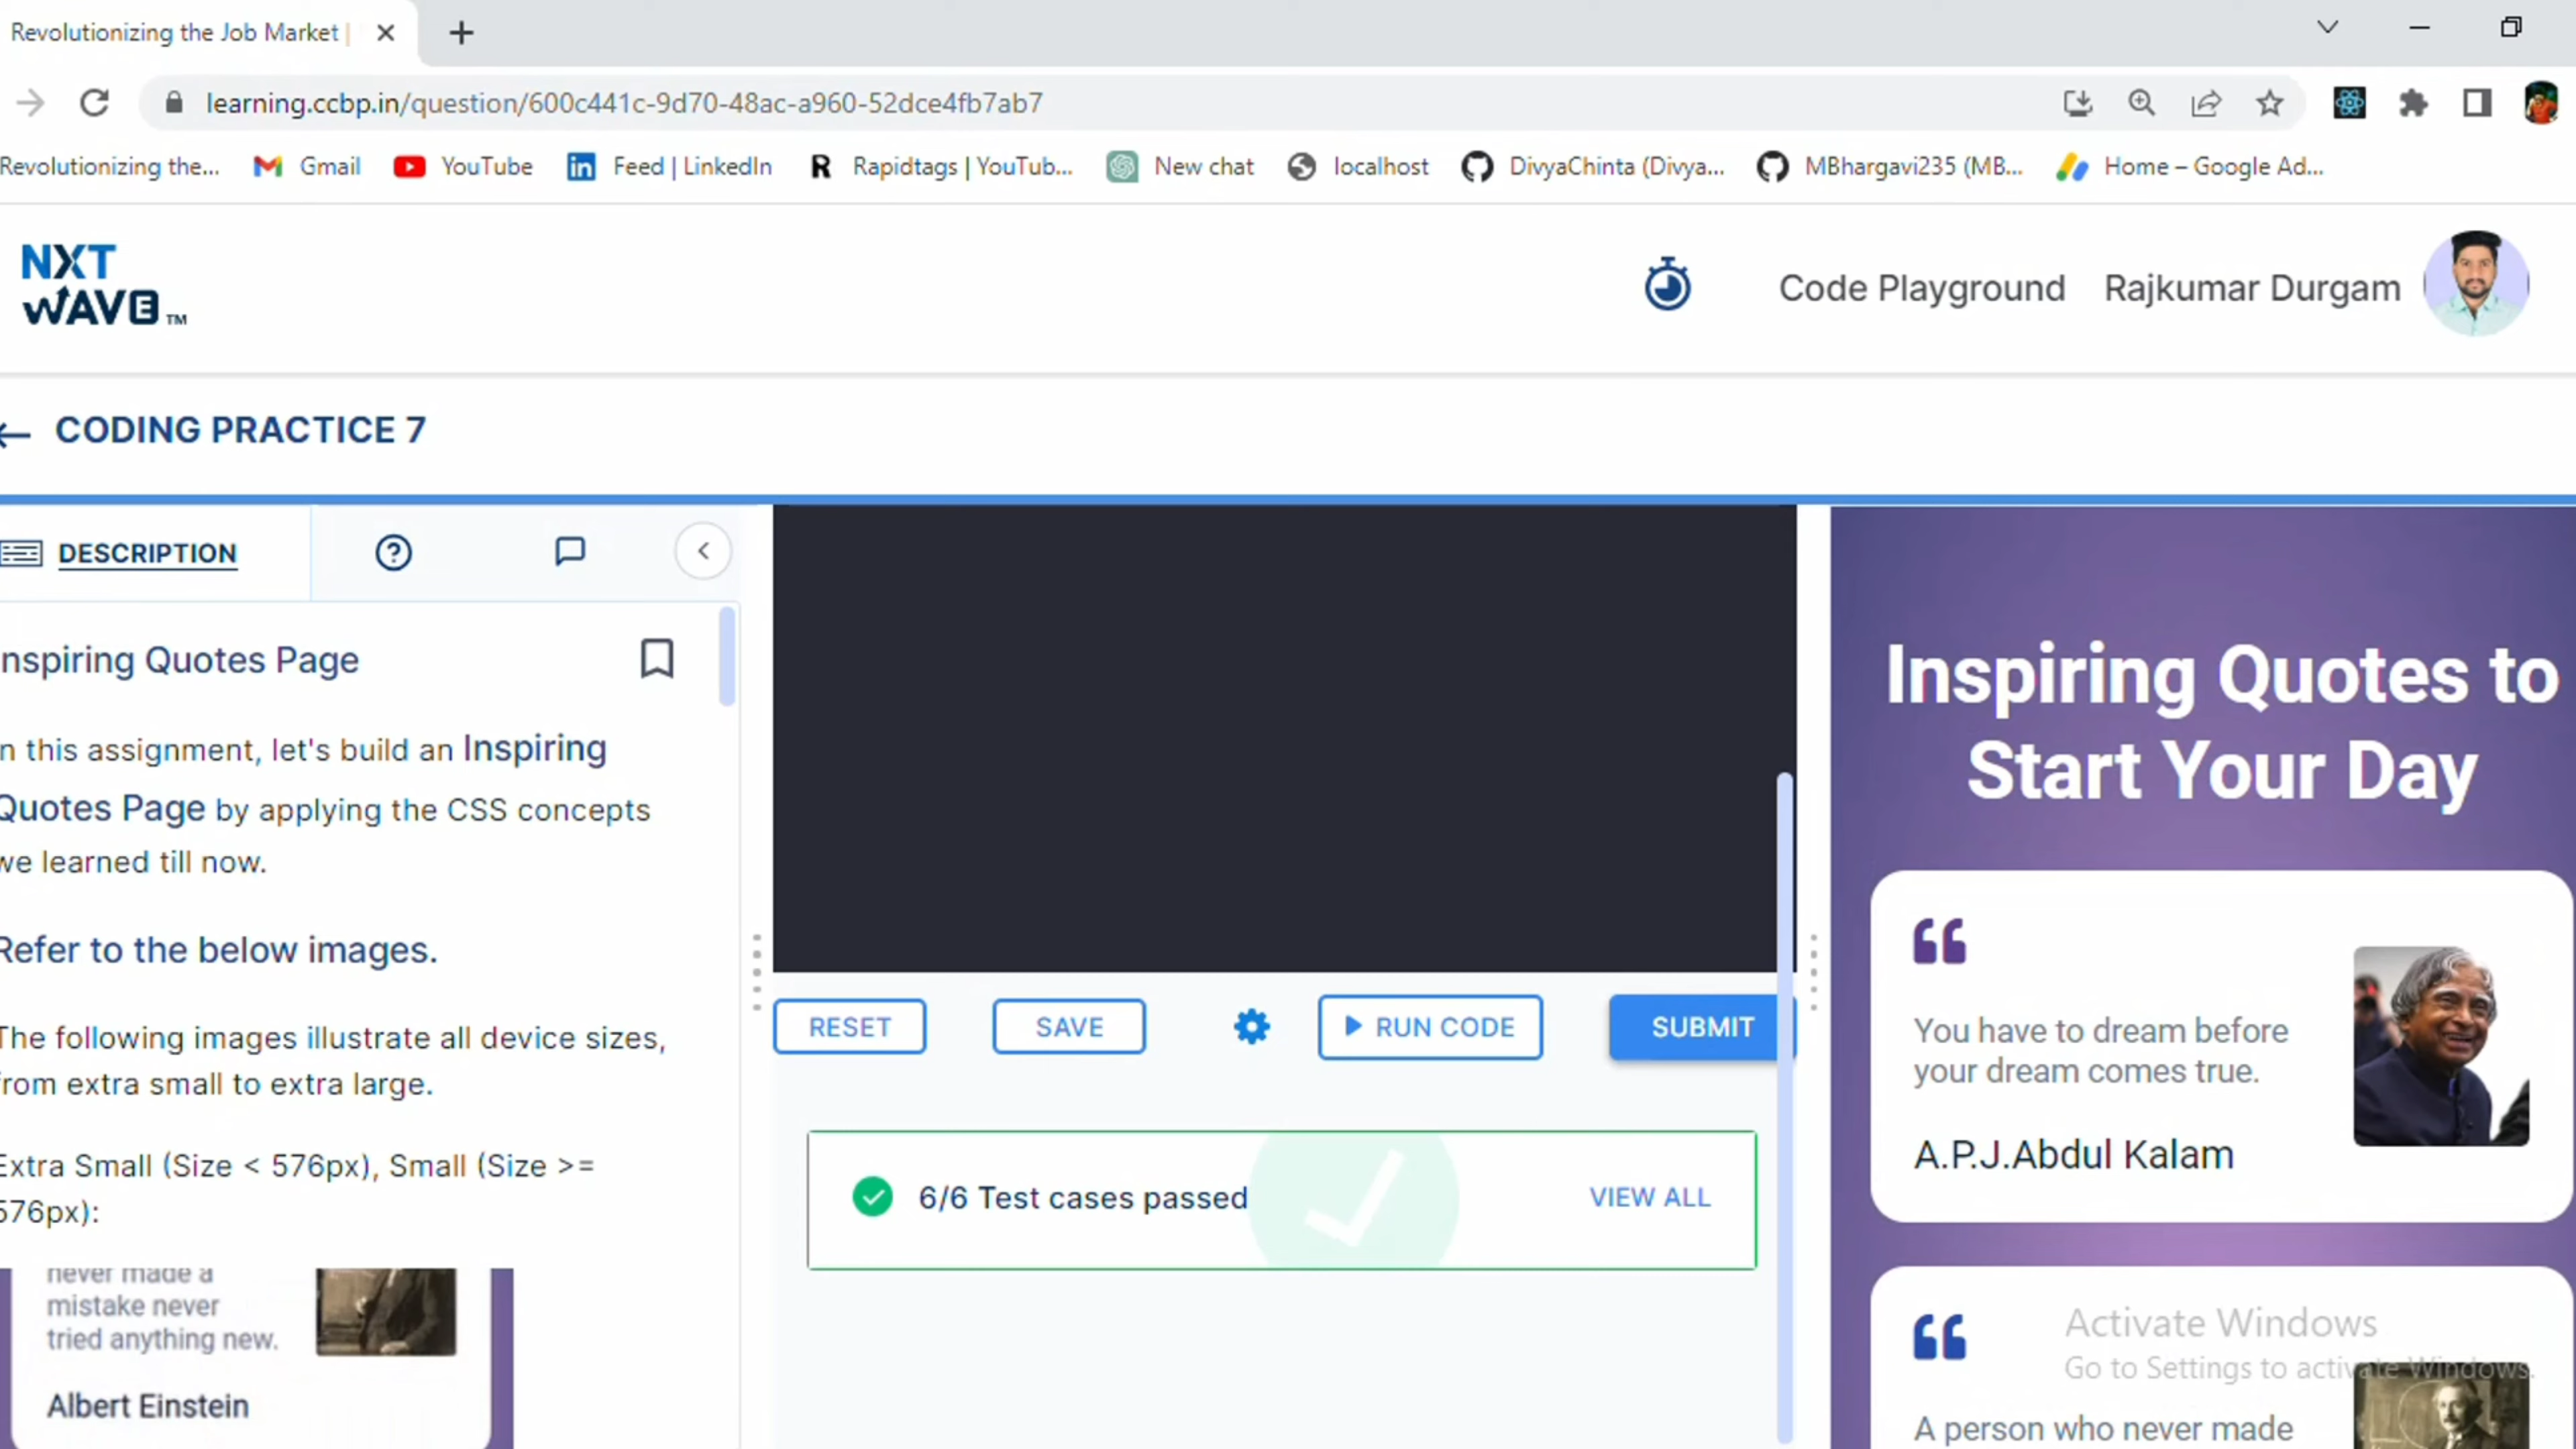 Revolutionizing the Job Market |
learning.ccbp.in/question/600c441c-9d70-48ac-a960-52dce4fb7ab7
Revolutionizing the...
Gmail
YouTube
Feed | LinkedIn
Rapidtags | YouTub...
New chat
localhost
DivyaChinta (Divya...
MBhargavi235 (MB...
Home – Google Ad...
NXT
WAVE TM
Code Playground
Rajkumar Durgam
CODING PRACTICE 7
DESCRIPTION
nspiring Quotes Page
n this assignment, let's build an Inspiring
Quotes Page by applying the CSS concepts
we learned till now.
Refer to the below images.
The following images illustrate all device sizes,
from extra small to extra large.
Extra Small (Size < 576px), Small (Size >=
576px):
never made a
mistake never
tried anything new.
Albert Einstein
RESET
SAVE
RUN CODE
SUBMIT
6/6 Test cases passed
VIEW ALL
Inspiring Quotes to
Start Your Day
You have to dream before
your dream comes true.
A.P.J.Abdul Kalam
A person who never made
Activate Windows
Go to Settings to activate Windows.